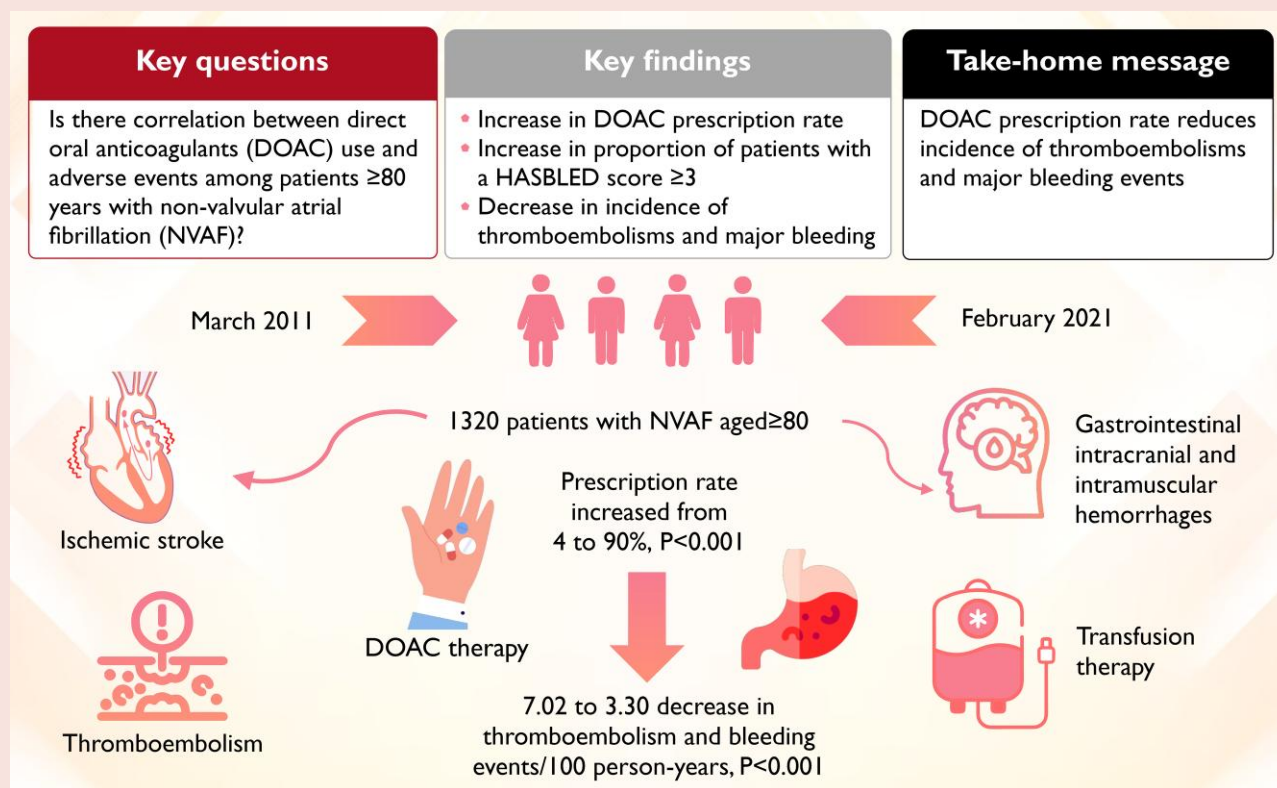 Key questions
Is there correlation between direct
oral anticoagulants (DOAC) use and
adverse events among patients ≥80
years with non-valvular atrial
fibrillation (NVAF)?
Key findings
• Increase in DOAC prescription rate
• Increase in proportion of patients with
a HASBLED score ≥3
• Decrease in incidence of
thromboembolisms and major bleeding
Take-home message
DOAC prescription rate reduces
incidence of thromboembolisms
and major bleeding events
March 2011
February 2021
1320 patients with NVAF aged≥80
Ischemic stroke
Prescription rate
increased from
4 to 90%, P<0.001
Gastrointestinal
intracranial and
intramuscular
hemorrhages
DOAC therapy
Thromboembolism
7.02 to 3.30 decrease in
thromboembolism and bleeding
events/100 person-years, P<0.001
Transfusion
therapy